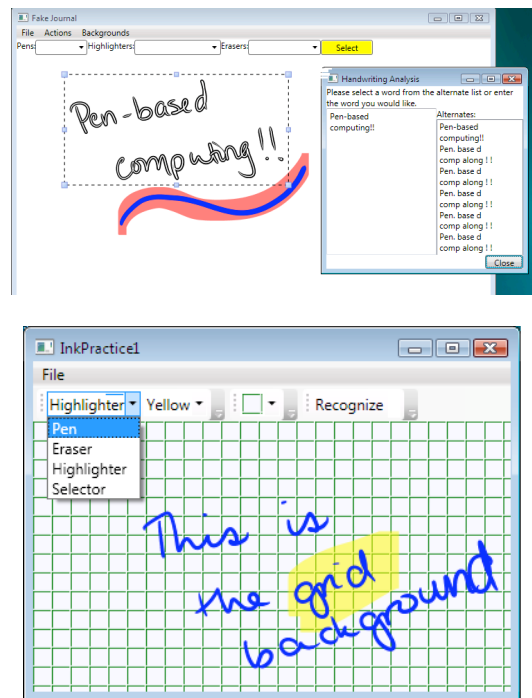 Fake Journal
File Actions Backgrounds
Pens: Highlighters: Erasers: Select
Pen-based
computing!!
Handwriting Analysis
Please select a word from the alternate list or enter
the word you would like.
Pen-based
computing!!
Alternates:
Pen-based
computing!!
Pen. base d
comp along ! !
Pen. base d
comp along ! !
Pen. base d
comp along ! !
Pen. base d
comp along ! !
Pen. base d
comp along ! !
Close
InkPractice1
File
Highlighter Yellow Recognize
Pen
Eraser
Highlighter
Selector
This is
the grid
background